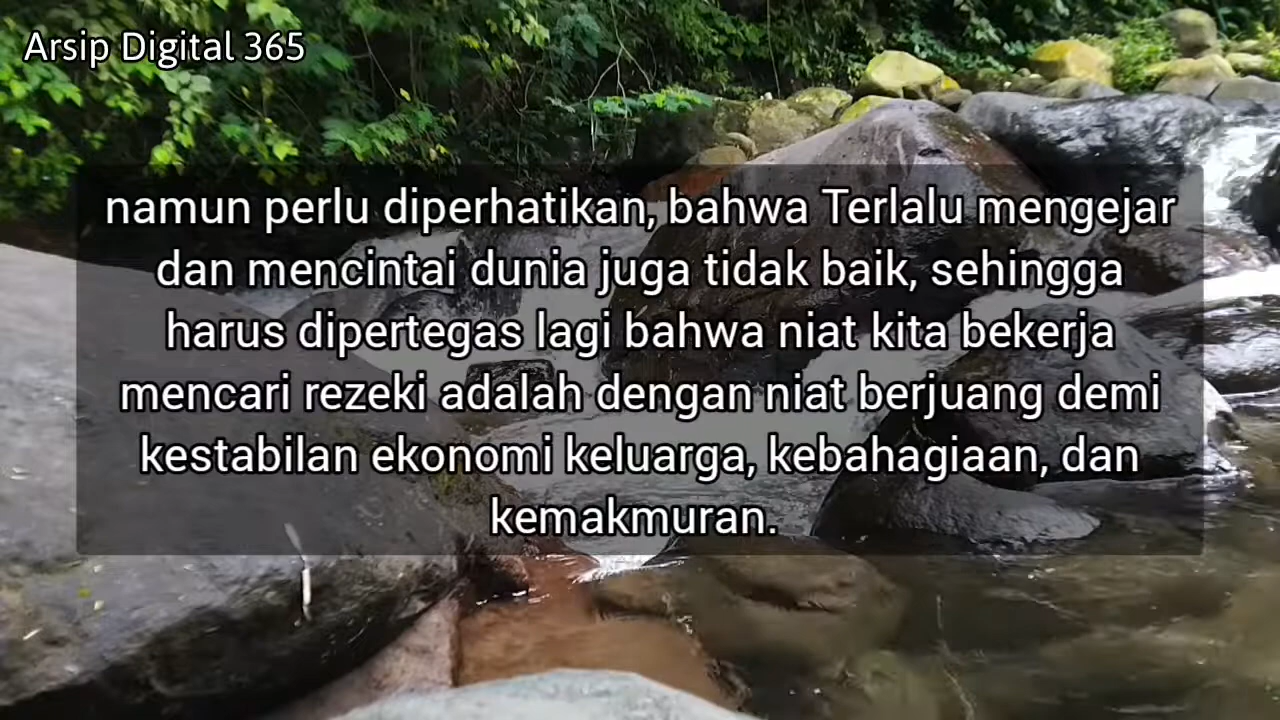 Arsip Digital 365
namun perlu diperhatikan, bahwa Terlalu mengejar
dan mencintai dunia juga tidak baik, sehingga
harus dipertegas lagi bahwa niat kita bekerja
mencari rezeki adalah dengan niat berjuang demi
kestabilan ekonomi keluarga, kebahagiaan, dan
kemakmuran.